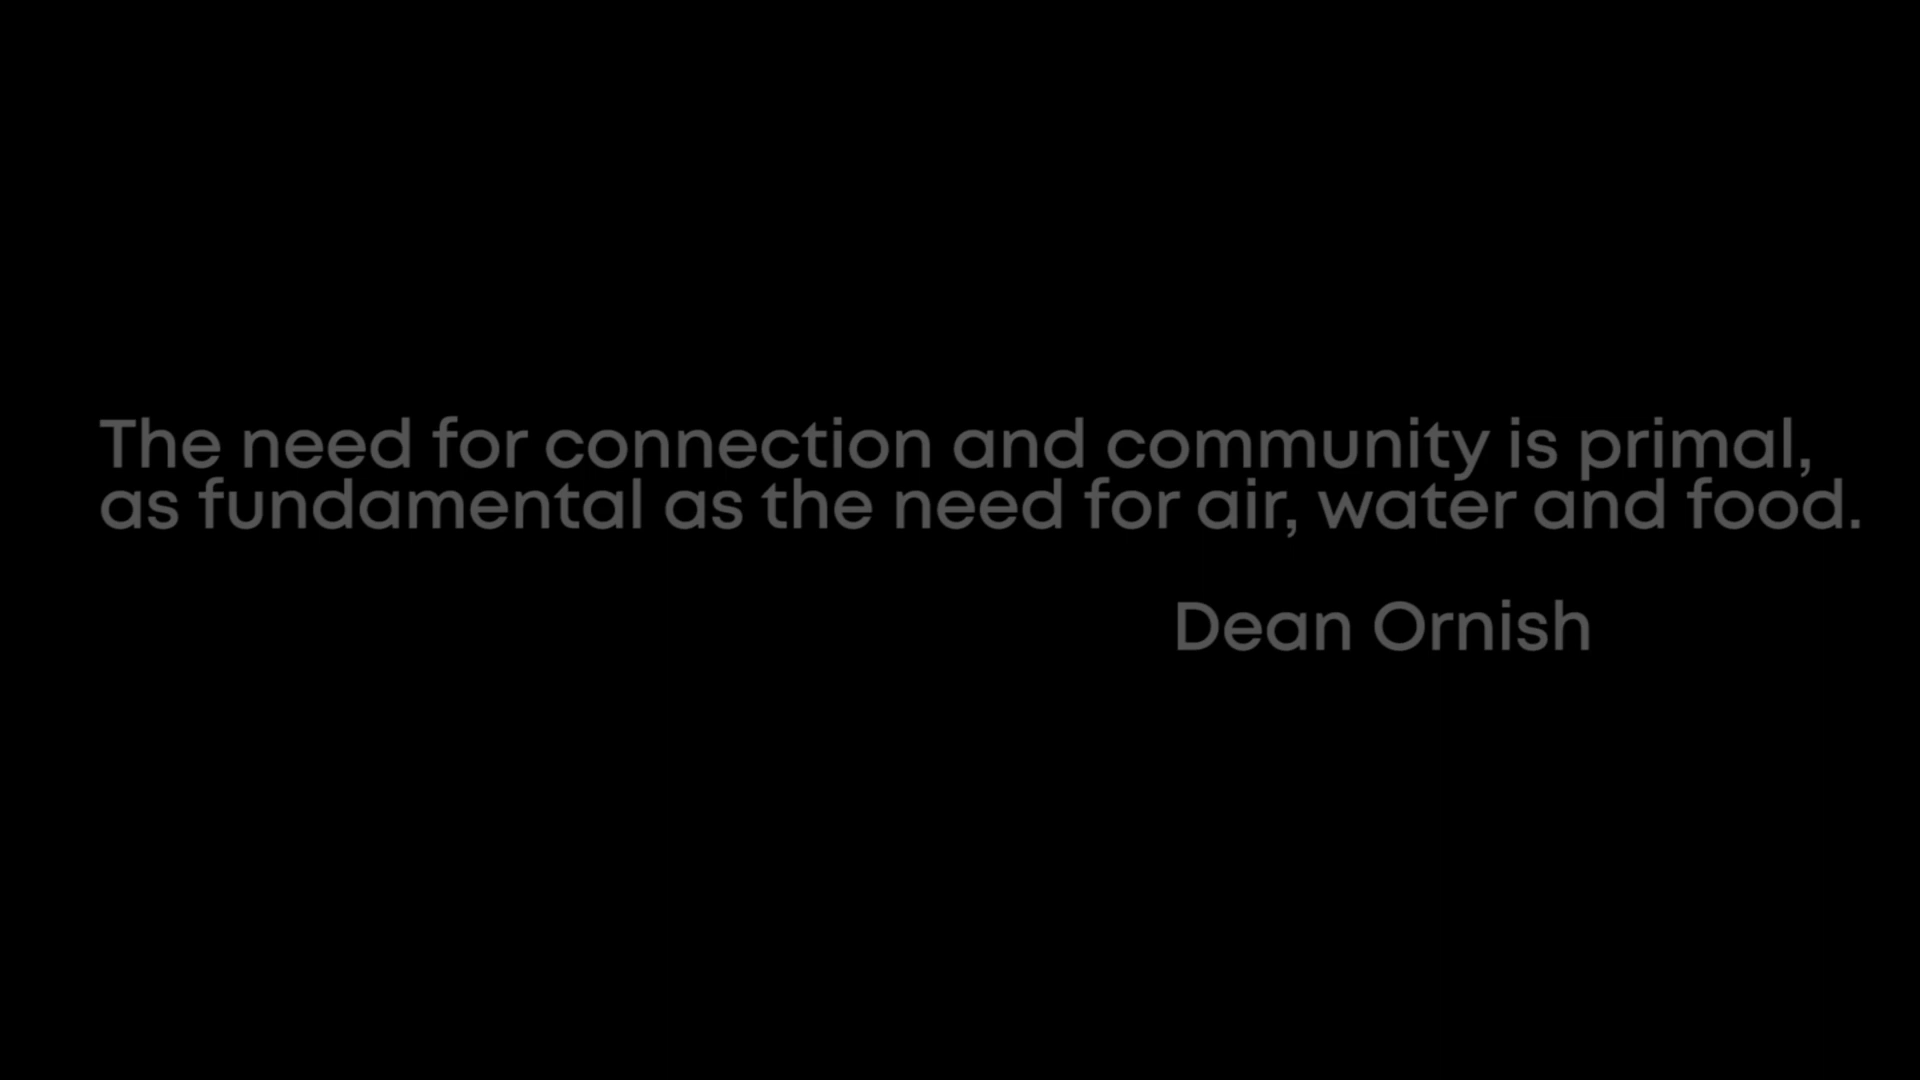 The need for connection and community is primal,
as fundamental as the need for air, water and food.
Dean Ornish